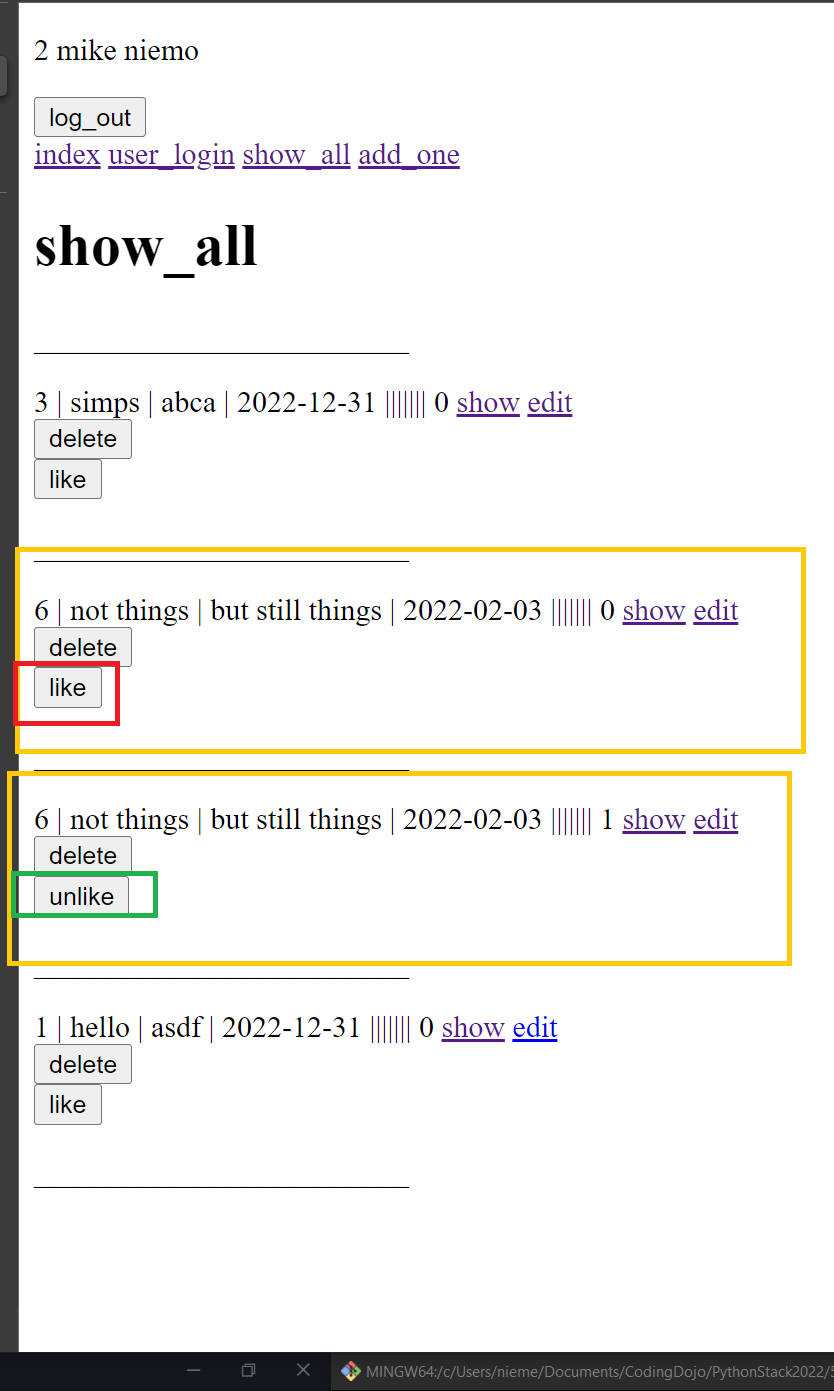 2 mike niemo
log_out
index user_login show_all add_one
show_all
3 | simps | abca | 2022-12-31 ||||||| 0 show edit
delete
like
6 | not things | but still things | 2022-02-03 ||||||| 0 show edit
delete
like
6 | not things | but still things | 2022-02-03 ||||||| 1 show edit
delete
unlike
1 | hello | asdf | 2022-12-31 ||||||| 0 show edit
delete
like
MINGW64:/c/Users/nieme/Documents/CodingDojo/PythonStack2022/